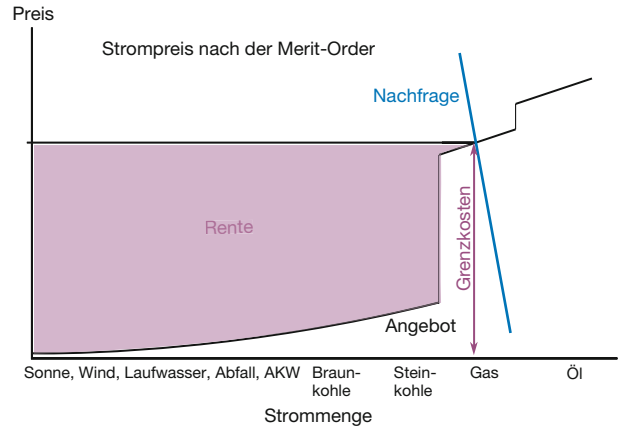 Preis
Strompreis nach der Merit-Order
Nachfrage
Rente
Grenzkosten
Angebot
Sonne, Wind, Laufwasser, Abfall, AKW
Braun-
kohle
Stein-
kohle
Gas
Öl
Strommenge